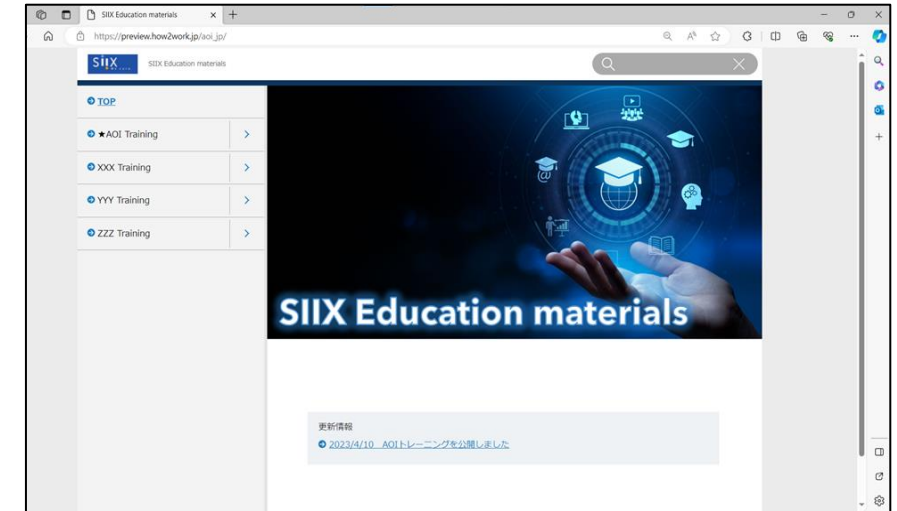 SIIX Education materials
https://preview.how2work.jp/aoi_jp/
SIIX
SIIX Education materials
TOP
★AOI Training
XXX Training
YYY Training
ZZZ Training
SIIX Education materials
更新情報
2023/4/10 AOIトレーニングを公開しました